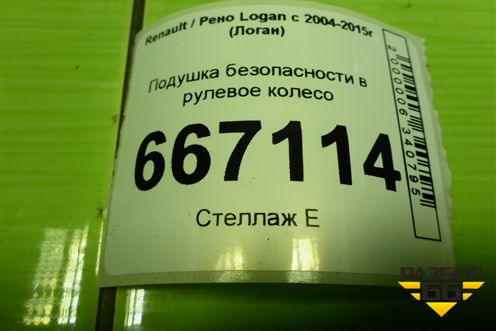 Renault / Рено Logan с 2004-2015г
(Логан)
Подушка безопасности в
рулевое колесо
667114
Стеллаж Е
2000006340795
РАЗБОР
66